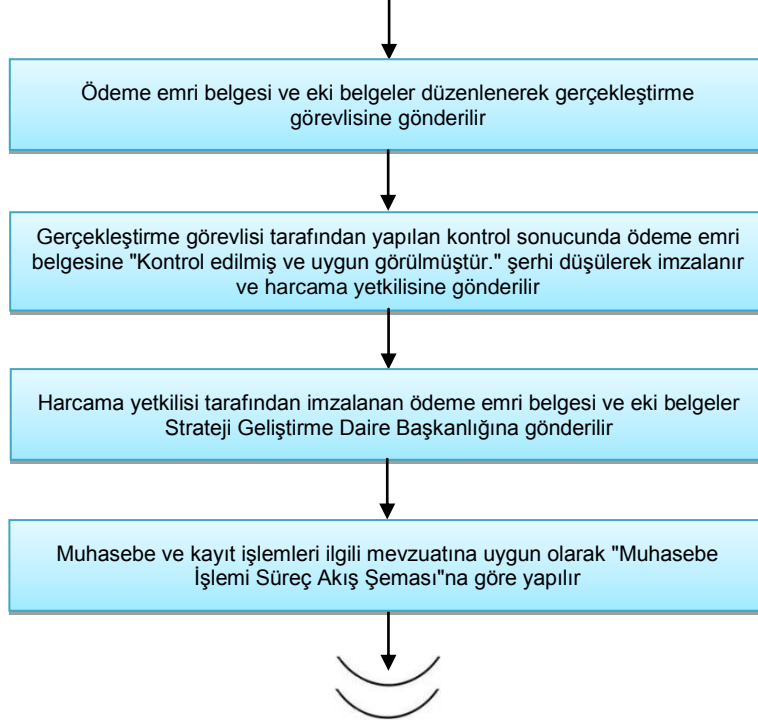 Ödeme emri belgesi ve eki belgeler düzenlenerek gerçekleştirme
görevlisine gönderilir
Gerçekleştirme görevlisi tarafından yapılan kontrol sonucunda ödeme emri
belgesine "Kontrol edilmiş ve uygun görülmüştür." şerhi düşülerek imzalanır
ve harcama yetkilisine gönderilir
Harcama yetkilisi tarafından imzalanan ödeme emri belgesi ve eki belgeler
Strateji Geliştirme Daire Başkanlığına gönderilir
Muhasebe ve kayıt işlemleri ilgili mevzuatına uygun olarak "Muhasebe
İşlemi Süreç Akış Şeması"na göre yapılır